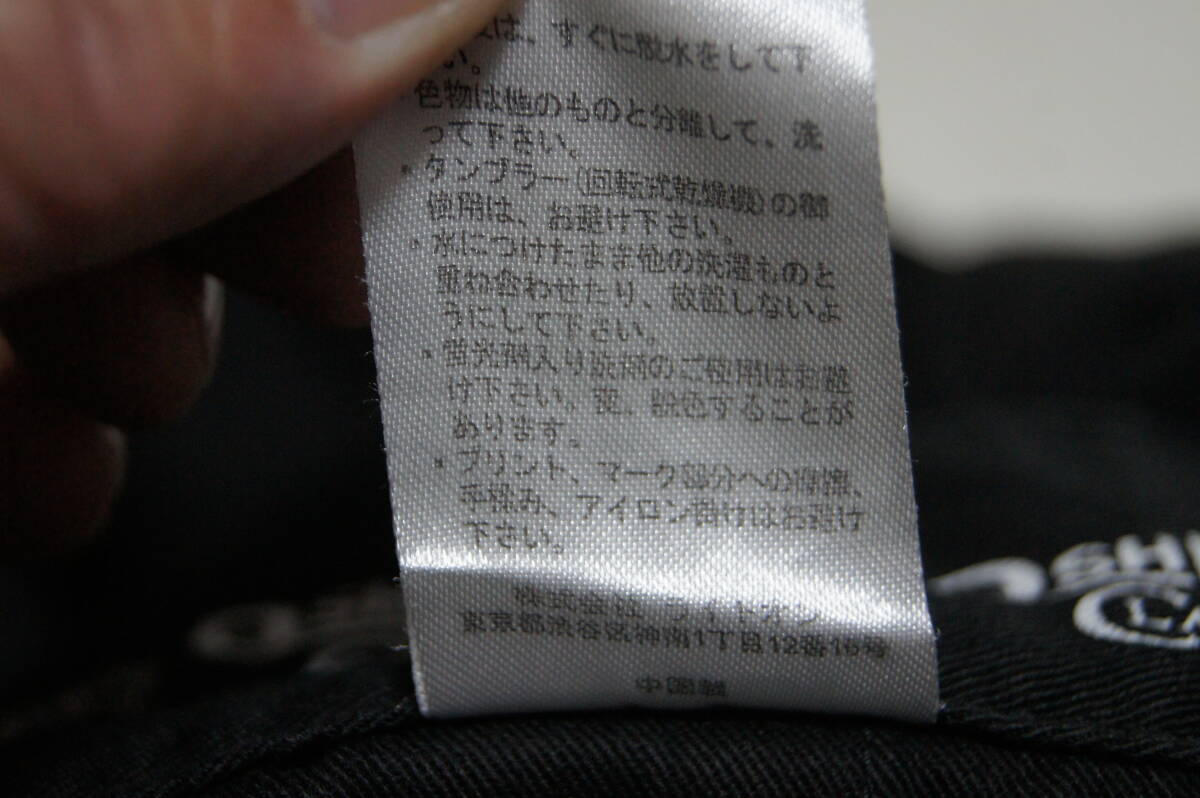 は、すぐに散水をして下
い。
色物は他のものと分離して、洗
って下さい。
・タンブラー(回転式乾燥機)の御
使用は、お避け下さい。
・水につけたまま他の洗濯ものと
重ね合わせたり、放置しないよ
うにして下さい。
・蛍光剤入り洗剤のご使用はお避
け下さい。変、脱色することが
あります。
・プリント、マーク部分への摩擦、
手揉み、アイロン掛けはお避け
下さい。
株式会社 ライトオン
東京都渋谷区神南1丁目12番16号
中国製
SH